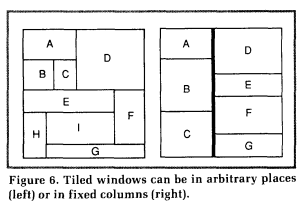 A
D
B
C
E
F
H
I
G
A
D
B
E
F
C
G
Figure 6. Tiled windows can be in arbitrary places
(left) or in fixed columns (right).